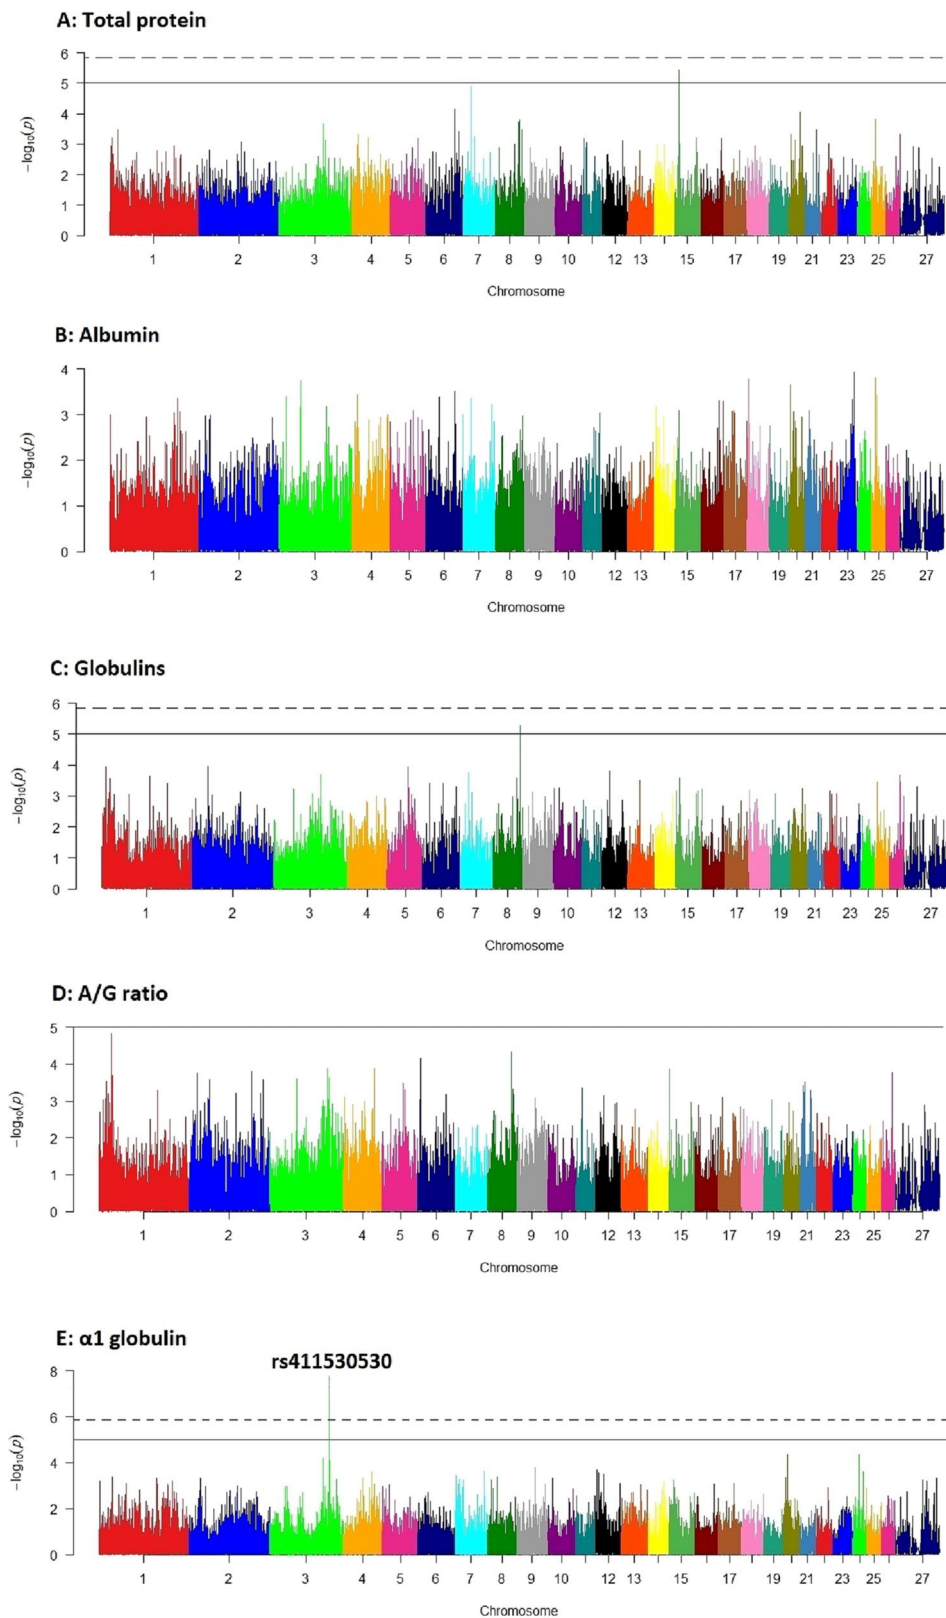 A: Total protein
6
5
4
3
2
1
0
−log10(p)
1 2 3 4 5 6 7 8 9 10 12 13 15 17 19 21 23 25 27
Chromosome
B: Albumin
4
3
2
1
0
−log10(p)
1 2 3 4 5 6 7 8 9 10 12 13 15 17 19 21 23 25 27
Chromosome
C: Globulins
6
5
4
3
2
1
0
−log10(p)
1 2 3 4 5 6 7 8 9 10 12 13 15 17 19 21 23 25 27
Chromosome
D: A/G ratio
5
4
3
2
1
0
−log10(p)
1 2 3 4 5 6 7 8 9 10 12 13 15 17 19 21 23 25 27
Chromosome
E: α1 globulin
rs411530530
8
6
4
2
0
−log10(p)
1 2 3 4 5 6 7 8 9 10 12 13 15 17 19 21 23 25 27
Chromosome